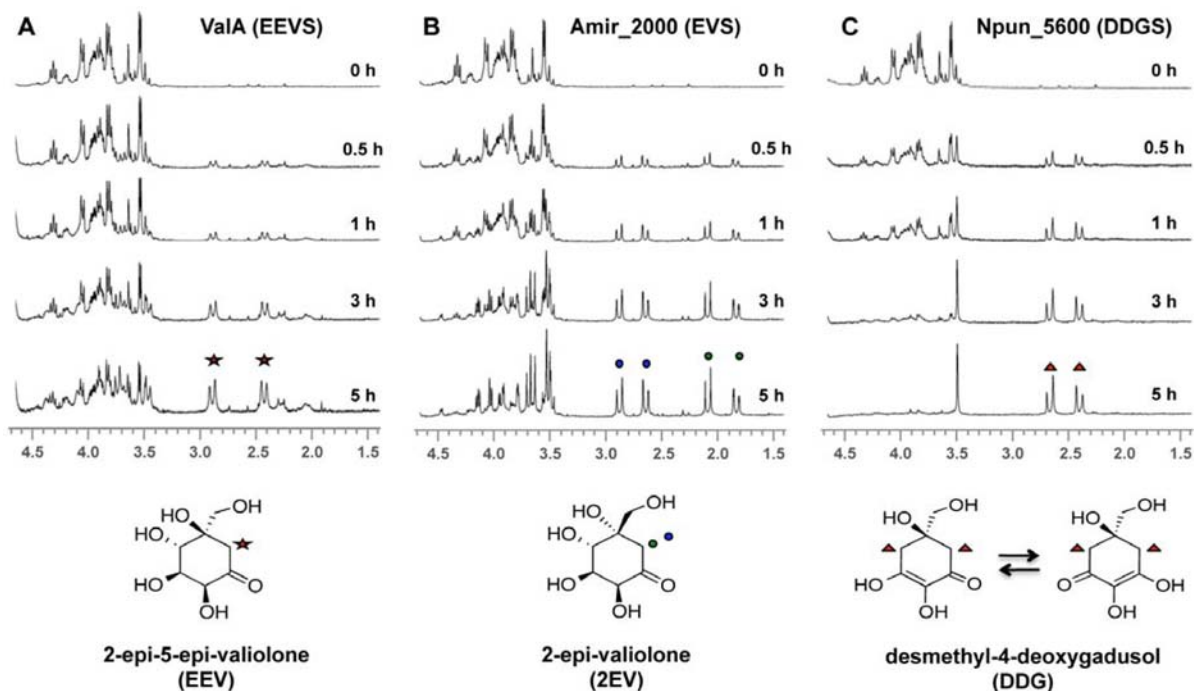 A ValA (EEVS)
0 h
0.5 h
1 h
3 h
5 h
4.5 4.0 3.5 3.0 2.5 2.0 1.5
OH
HO
HO
HO
O
OH
2-epi-5-epi-valiolone
(EEV)
B Amir_2000 (EVS)
0 h
0.5 h
1 h
3 h
5 h
4.5 4.0 3.5 3.0 2.5 2.0 1.5
OH
HO
HO
HO
O
OH
2-epi-valiolone
(2EV)
C Npun_5600 (DDGS)
0 h
0.5 h
1 h
3 h
5 h
4.5 4.0 3.5 3.0 2.5 2.0 1.5
OH OH
HO HO
HO O O OH
OH OH
desmethyl-4-deoxygadusol
(DDG)